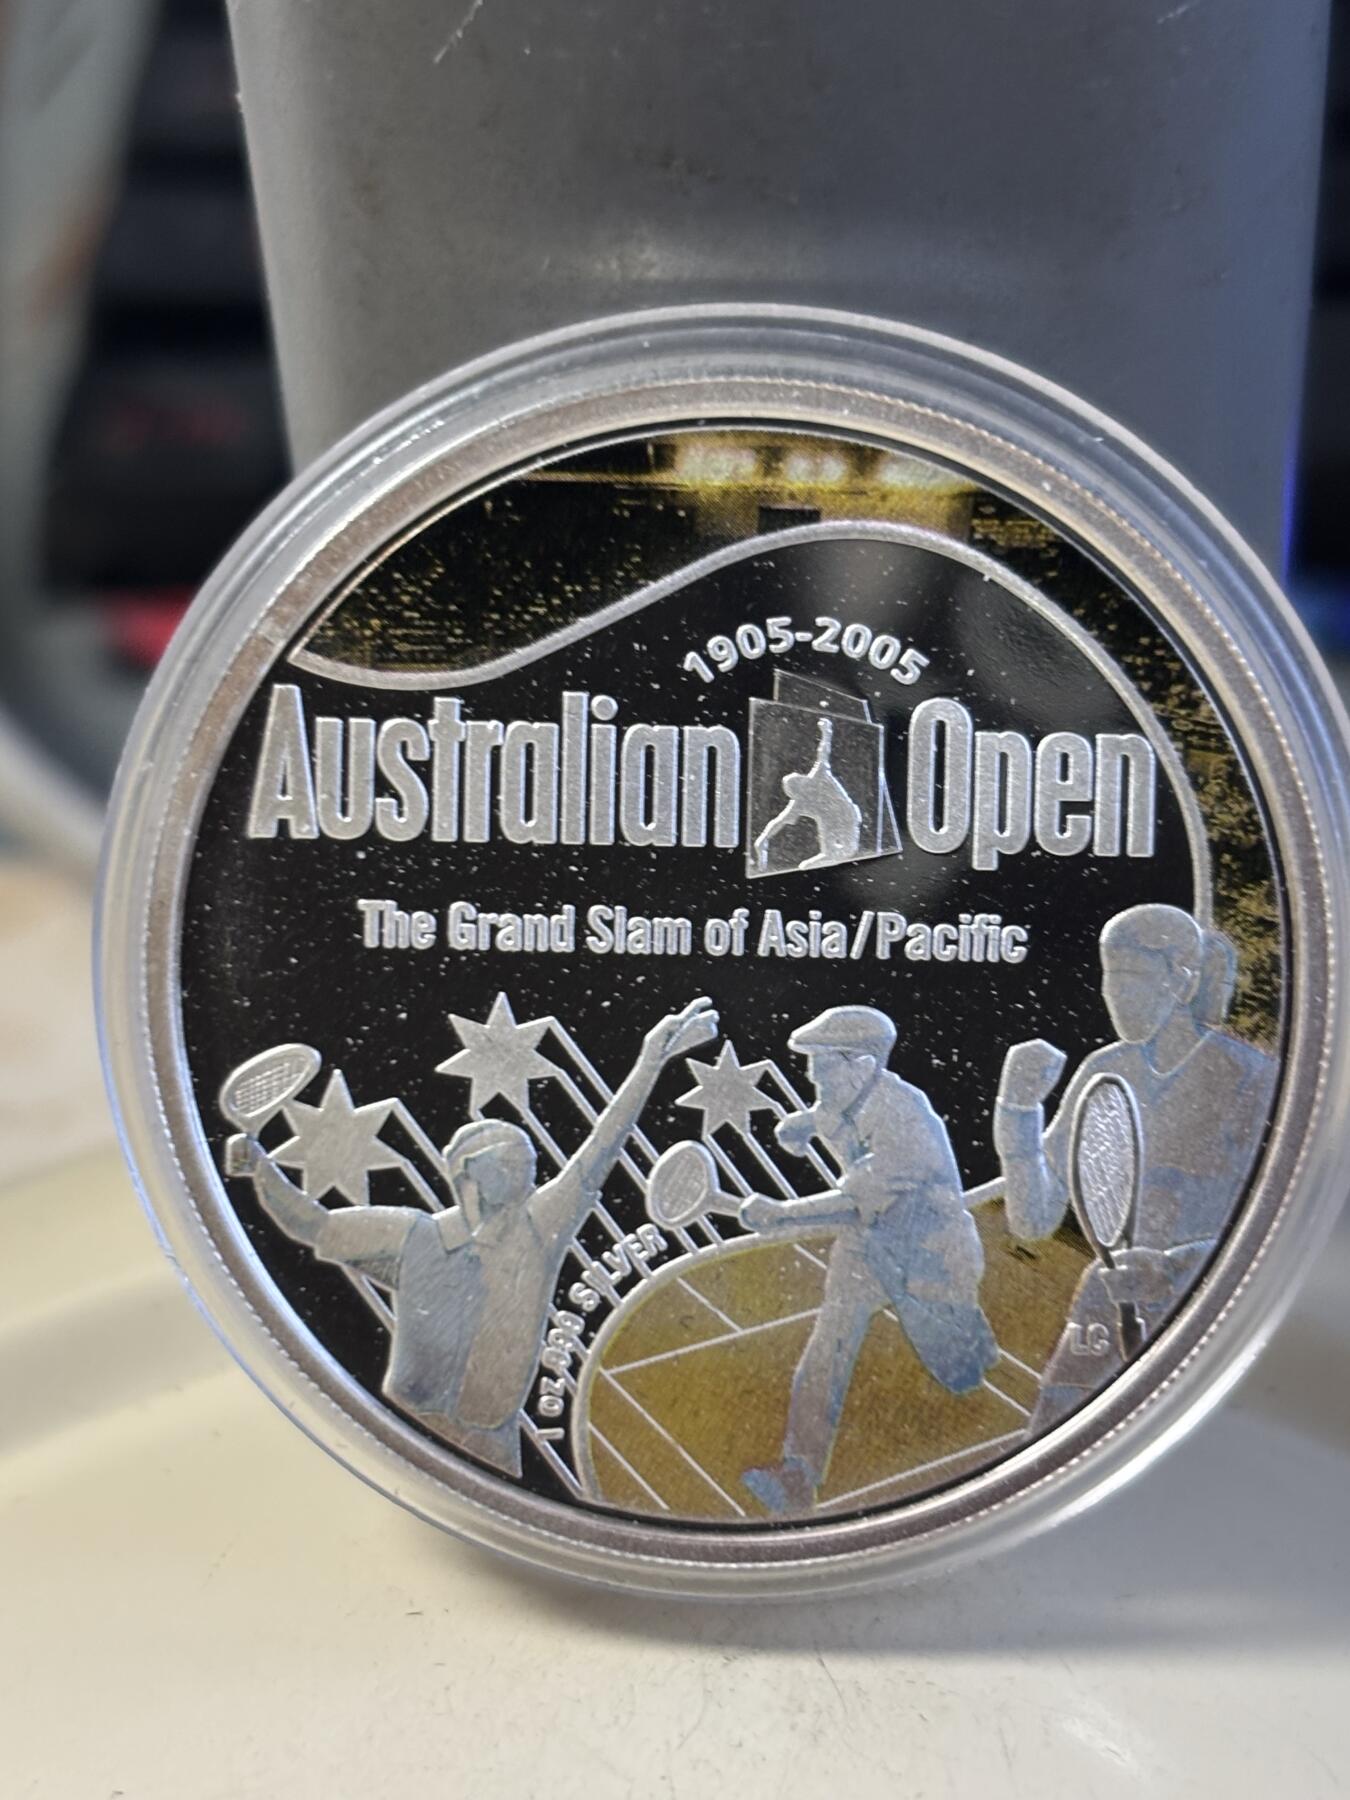 1905-2005
Australian Open
The Grand Slam of Asia/Pacific
1 oz .999 SILVER
LC